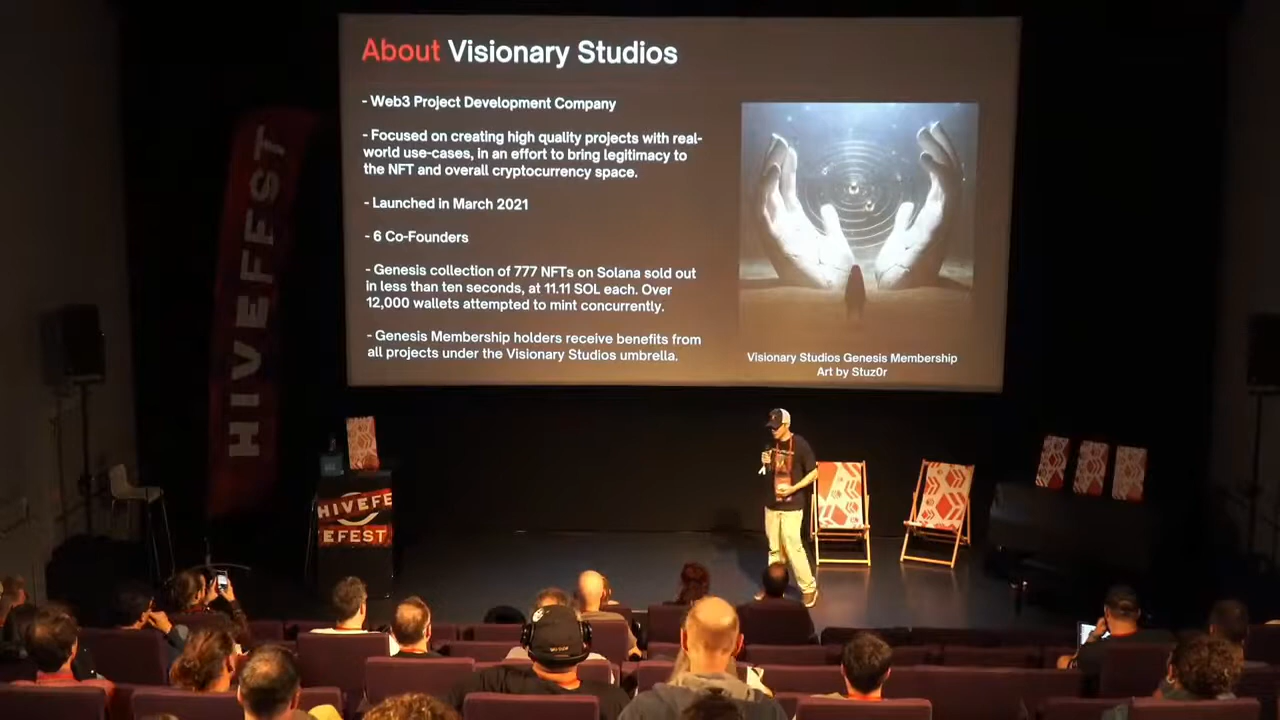 About Visionary Studios
- Web3 Project Development Company
- Focused on creating high quality projects with real-
world use-cases, in an effort to bring legitimacy to
the NFT and overall cryptocurrency space.
- Launched in March 2021
- 6 Co-Founders
- Genesis collection of 777 NFTs on Solana sold out
in less than ten seconds, at 11.11 SOL each. Over
12,000 wallets attempted to mint concurrently.
- Genesis Membership holders receive benefits from
all projects under the Visionary Studios umbrella.
Visionary Studios Genesis Membership
Art by Stuz0r
HIVEFEST
HIVEFE
EFEST